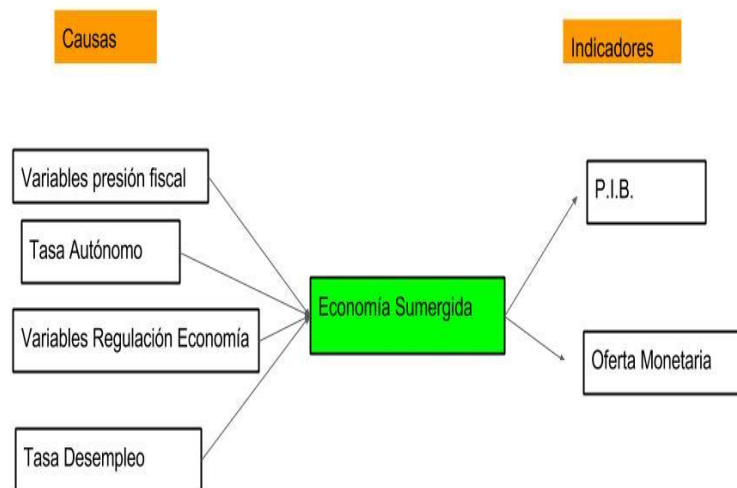 Causas
Indicadores
Variables presión fiscal
Tasa Autónomo
Variables Regulación Economía
Tasa Desempleo
Economía Sumergida
P.I.B.
Oferta Monetaria